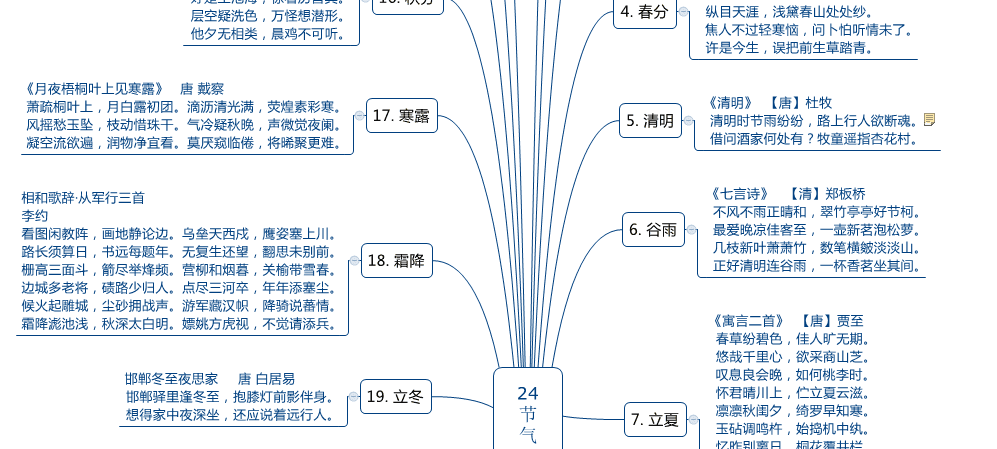 层空疑洗色，万怪想潜形。
他夕无相类，晨鸡不可听。
《月夜梧桐叶上见寒露》 唐 戴察
萧疏桐叶上，月白露初团。滴沥清光满，荧煌素彩寒。
风摇愁玉坠，枝动惜珠干。气冷疑秋晚，声微觉夜阑。
凝空流欲遍，润物净宜看。莫厌窥临倦，将晞聚更难。
17. 寒露
相和歌辞·从军行三首
李约
看图闲教阵，画地静论边。乌垒天西戍，鹰姿塞上川。
路长须算日，书远每题年。无复生还望，翻思未别前。
栅高三面斗，箭尽举烽频。营柳和烟暮，关榆带雪春。
边城多老将，碛路少归人。点尽三河卒，年年添塞尘。
候火起雕城，尘砂拥战声。游军藏汉帜，降骑说蕃情。
霜降滮池浅，秋深太白明。嫖姚方虎视，不觉请添兵。
18. 霜降
邯郸冬至夜思家 唐 白居易
邯郸驿里逢冬至，抱膝灯前影伴身。
想得家中夜深坐，还应说着远行人。
19. 立冬
24
节
气
4. 春分
纵目天涯，浅黛春山处处纱。
焦人不过轻寒恼，问卜怕听情未了。
许是今生，误把前生草踏青。
5. 清明
《清明》 【唐】杜牧
清明时节雨纷纷，路上行人欲断魂。
借问酒家何处有？牧童遥指杏花村。
6. 谷雨
《七言诗》 【清】郑板桥
不风不雨正晴和，翠竹亭亭好节柯。
最爱晚凉佳客至，一壶新茗泡松萝。
几枝新叶萧萧竹，数笔横皴淡淡山。
正好清明连谷雨，一杯香茗坐其间。
7. 立夏
《寓言二首》 【唐】贾至
春草纷碧色，佳人旷无期。
悠哉千里心，欲采商山芝。
叹息良会晚，如何桃李时。
怀君晴川上，伫立夏云滋。
凛凛秋闺夕，绮罗早知寒。
玉砧调鸣杵，始捣机中纨。
忆昨别离日，桐花覆井栏。